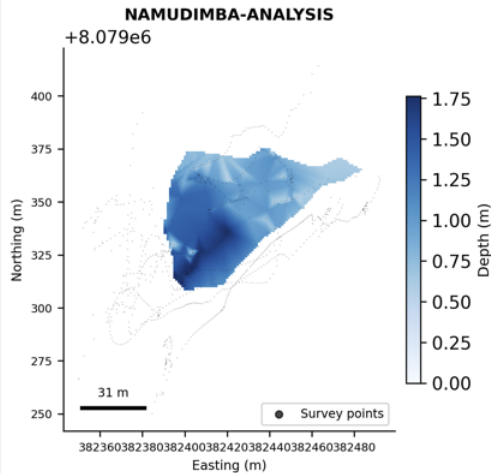 NAMUDIMBA-ANALYSIS
+8.079e6
400
375
350
325
300
275
250
Northing (m)
31 m
Survey points
382360382380382400382420382440382460382480
Easting (m)
1.75
1.50
1.25
1.00
0.75
0.50
0.25
0.00
Depth (m)